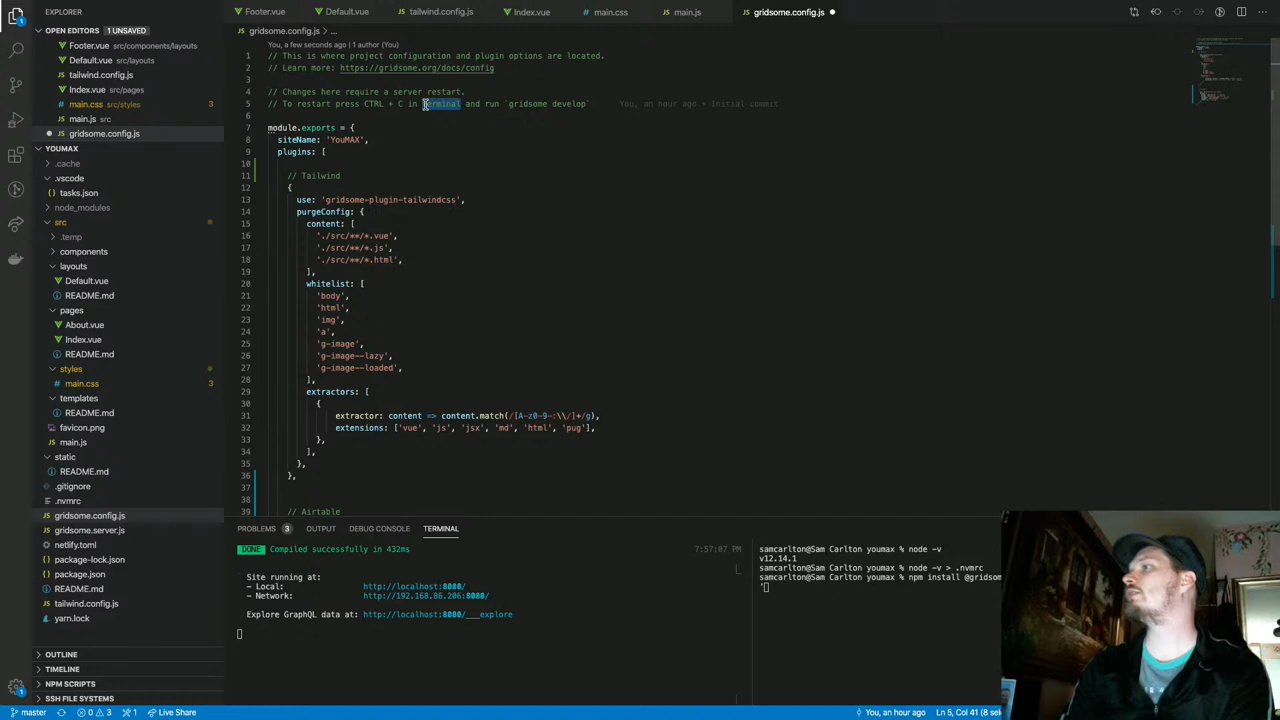 EXPLORER
OPEN EDITORS 1 UNSAVED
Footer.vue src/components/layouts
Default.vue src/layouts
tailwind.config.js
Index.vue src/pages
main.css src/styles 3
main.js src
gridsome.config.js
YOUMAX
.cache
.vscode
tasks.json
node_modules
src
.temp
components
layouts
Default.vue
README.md
pages
About.vue
Index.vue
README.md
styles
main.css 3
templates
README.md
favicon.png
main.js
static
README.md
.gitignore
.nvmrc
gridsome.config.js
gridsome.server.js
netlify.toml
package-lock.json
package.json
tailwind.config.js
yarn.lock
OUTLINE
TIMELINE
NPM SCRIPTS
SSH FILE SYSTEMS
Footer.vue Default.vue tailwind.config.js Index.vue main.css main.js gridsome.config.js
gridsome.config.js > ...
You, a few seconds ago | 1 author (You)
1 // This is where project configuration and plugin options are located.
2 // Learn more: https://gridsome.org/docs/config
3
4 // Changes here require a server restart.
5 // To restart press CTRL + C in terminal and run `gridsome develop` You, an hour ago • Initial commit
6
7 module.exports = {
8 siteName: 'YouMAX',
9 plugins: [
10
11 // Tailwind
12 {
13 use: 'gridsome-plugin-tailwindcss',
14 purgeConfig: {
15 content: [
16 './src/**/*.vue',
17 './src/**/*.js',
18 './src/**/*.html',
19 ],
20 whitelist: [
21 'body',
22 'html',
23 'img',
24 'a',
25 'g-image',
26 'g-image--lazy',
27 'g-image--loaded',
28 ],
29 extractors: [
30 {
31 extractor: content => content.match(/[A-z0-9-:\\/]+/g),
32 extensions: ['vue', 'js', 'jsx', 'md', 'html', 'pug'],
33 },
34 ],
35 },
36 },
37
38
39 // Airtable
PROBLEMS 3 OUTPUT DEBUG CONSOLE TERMINAL
DONE Compiled successfully in 432ms 7:57:07 PM
Site running at:
- Local: http://localhost:8080/
- Network: http://192.168.86.206:8080/
Explore GraphQL data at: http://localhost:8080/___explore
samcarlton@Sam Carlton youmax % node -v
v12.14.1
samcarlton@Sam Carlton youmax % node -v > .nvmrc
samcarlton@Sam Carlton youmax % npm install @gridsom
'
master 0 3 1 Live Share
You, an hour ago Ln 5, Col 41 (8 sele